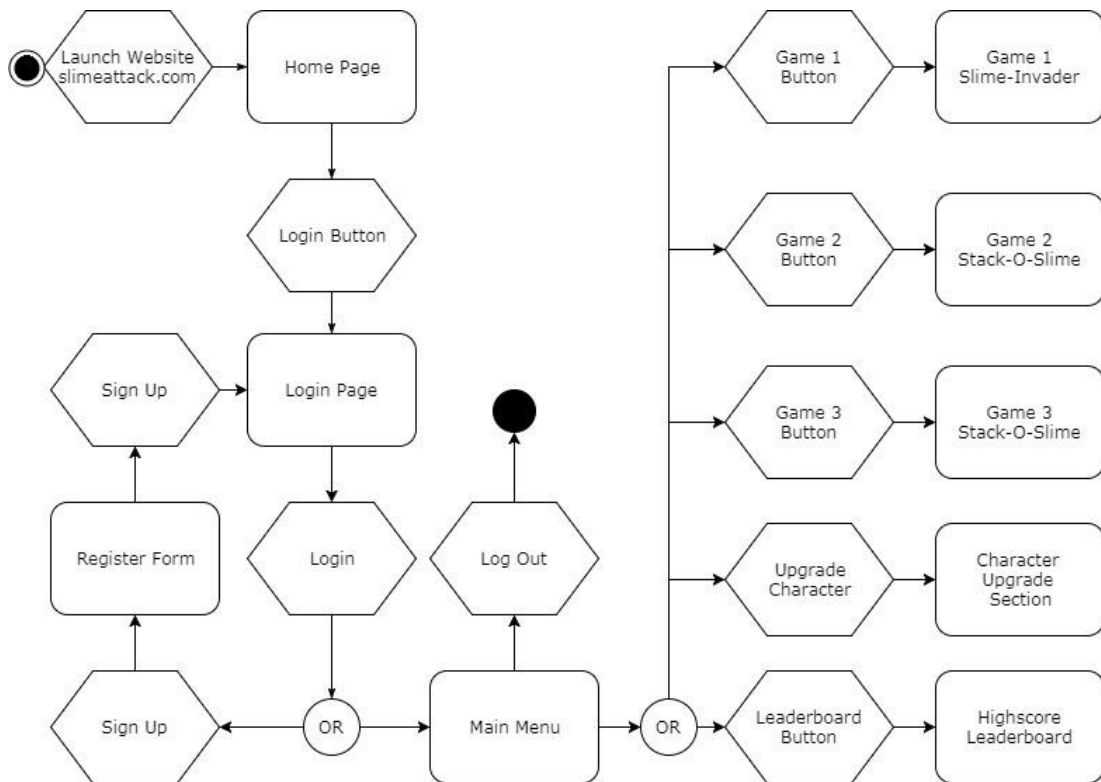 Launch Website
slimeattack.com
Home Page
Game 1
Button
Game 1
Slime-Invader
Login Button
Game 2
Button
Game 2
Stack-O-Slime
Sign Up
Login Page
Game 3
Button
Game 3
Stack-O-Slime
Register Form
Login
Log Out
Upgrade
Character
Character
Upgrade
Section
Sign Up
OR
Main Menu
OR
Leaderboard
Button
Highscore
Leaderboard